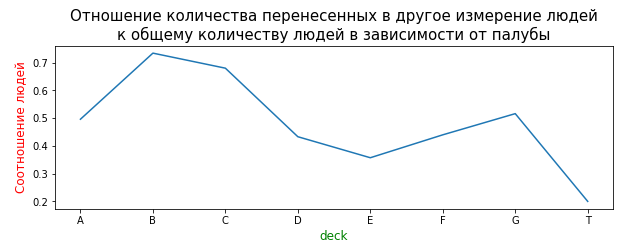 Отношение количества перенесенных в другое измерение людей
к общему количеству людей в зависимости от палубы
Соотношение людей
0.7
0.6
0.5
0.4
0.3
0.2
A B C D E F G T
deck